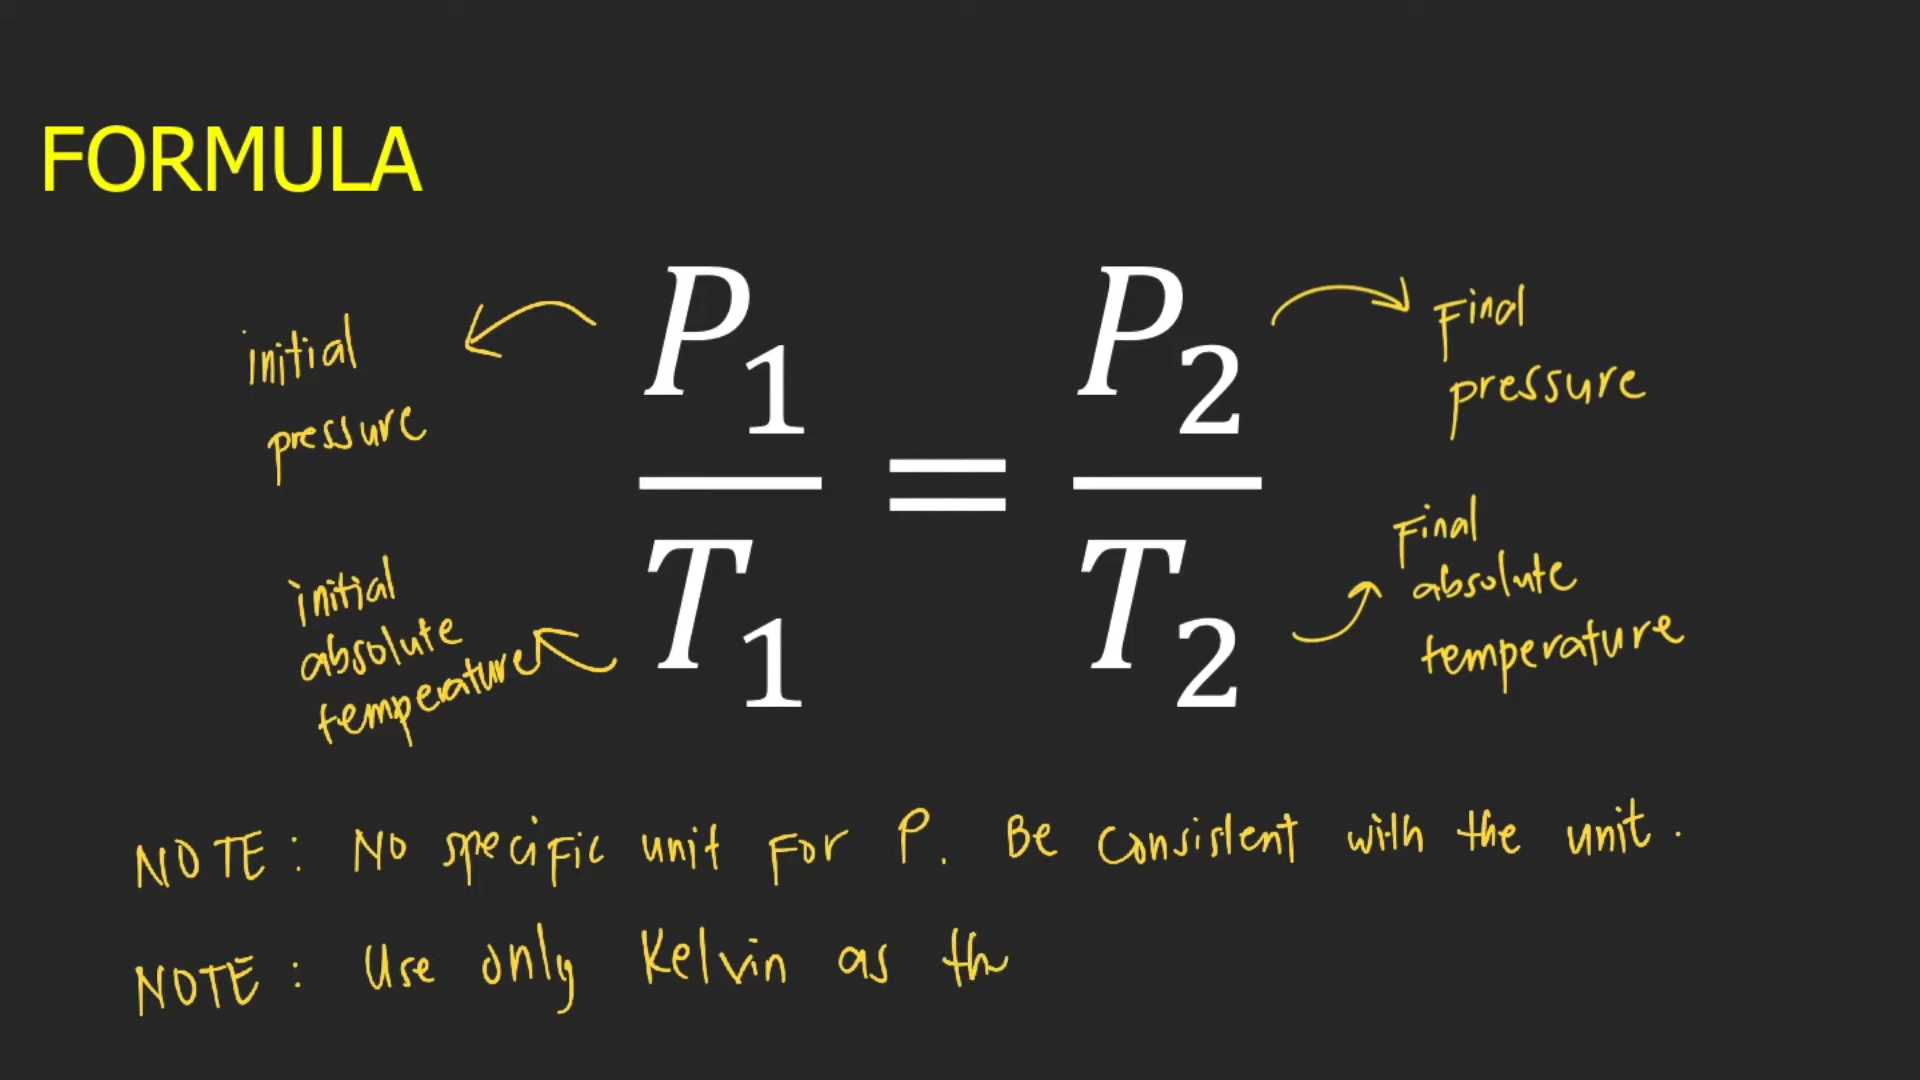 FORMULA
initial
pressure
P₁/T₁ = P₂/T₂
Final
pressure
initial
absolute
temperature
Final
absolute
temperature
NOTE: No specific unit for P. Be consistent with the unit.
NOTE: Use only Kelvin as th